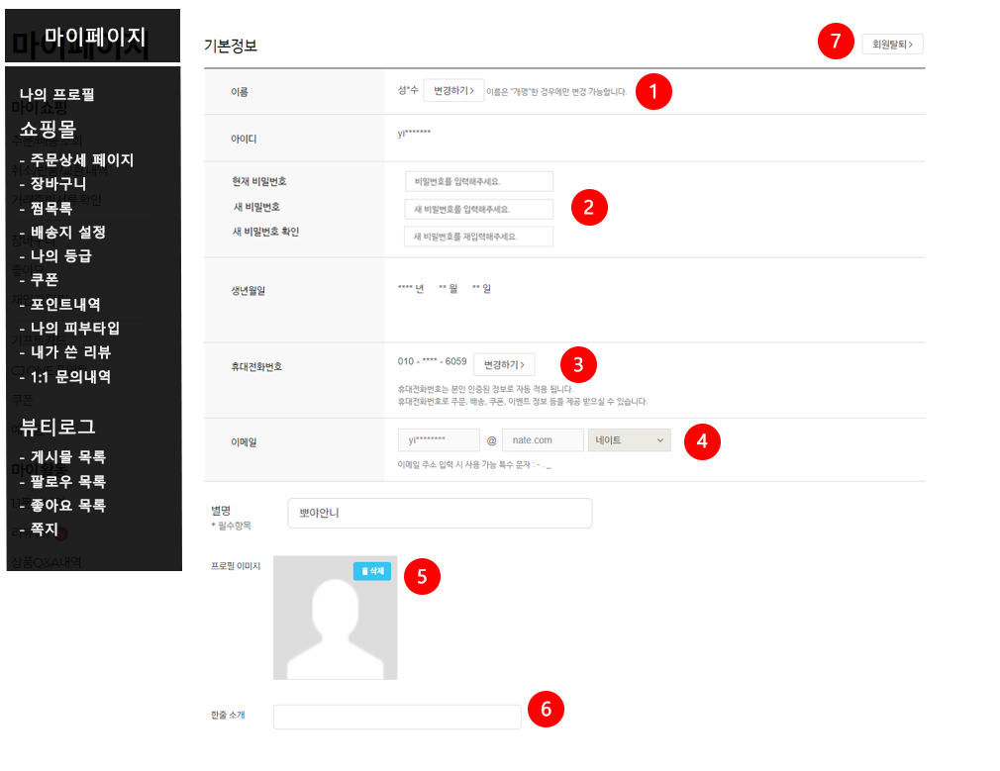 마이페이지
나의 프로필
쇼핑몰
- 주문상세 페이지
- 장바구니
- 찜목록
- 배송지 설정
- 나의 등급
- 쿠폰
- 포인트내역
- 나의 피부타입
- 내가 쓴 리뷰
- 1:1 문의내역
뷰티로그
- 게시물 목록
- 팔로우 목록
- 좋아요 목록
- 쪽지
상품Q&A내역
기본정보
7 회원탈퇴 >
이름 성*수 변경하기 > 이름은 "개명"한 경우에만 변경 가능합니다. 1
아이디 yi*******
현재 비밀번호 비밀번호를 입력해주세요.
새 비밀번호 새 비밀번호를 입력해주세요. 2
새 비밀번호 확인 새 비밀번호를 재입력해주세요.
생년월일 **** 년 ** 월 ** 일
휴대전화번호 010 - **** - 6059 변경하기 > 3
휴대전화번호는 본인 인증된 정보로 자동 적용 됩니다.
휴대전화번호로 주문, 배송, 쿠폰, 이벤트 정보 등을 제공 받으실 수 있습니다.
이메일 yi******** @ nate.com 네이트 4
이메일 주소 입력 시 사용 가능 특수 문자 : - . _
별명 뽀야안니
* 필수항목
프로필 이미지 삭제 5
한줄 소개 6